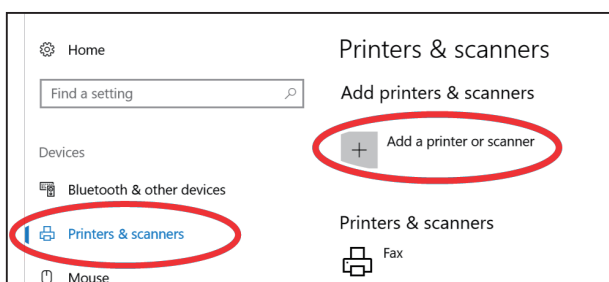 Home
Find a setting
Devices
Bluetooth & other devices
Printers & scanners
Mouse
Printers & scanners
Add printers & scanners
Add a printer or scanner
Printers & scanners
Fax